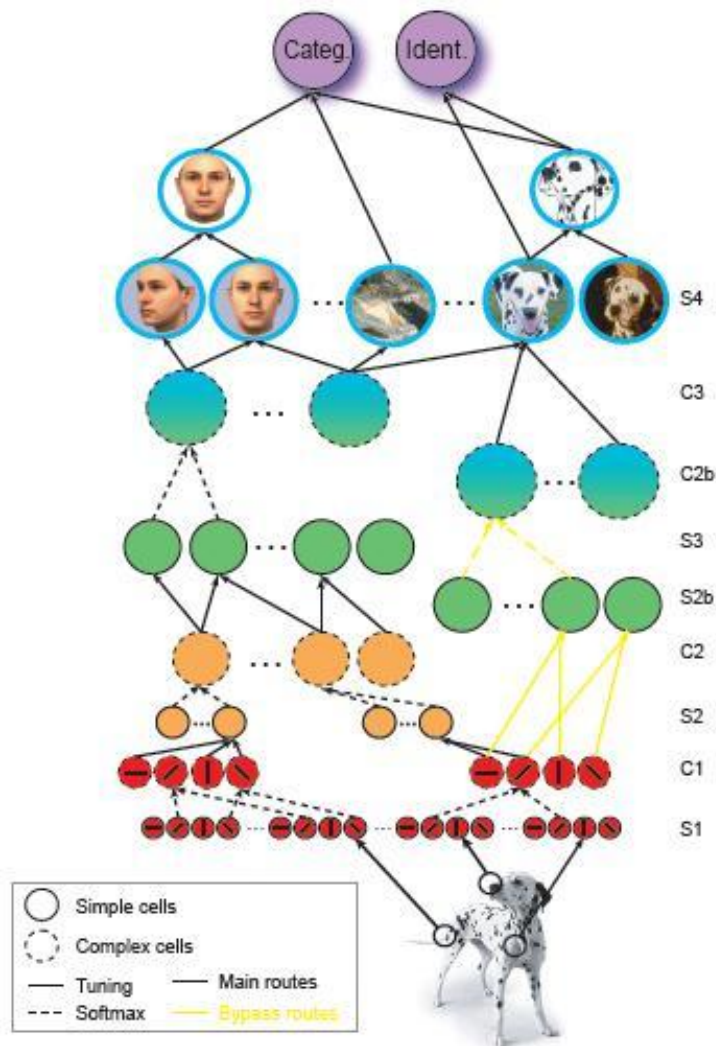 Categ. Ident.
S4
C3
C2b
S3
S2b
C2
S2
C1
S1
Simple cells
Complex cells
Tuning Main routes
Softmax Bypass routes